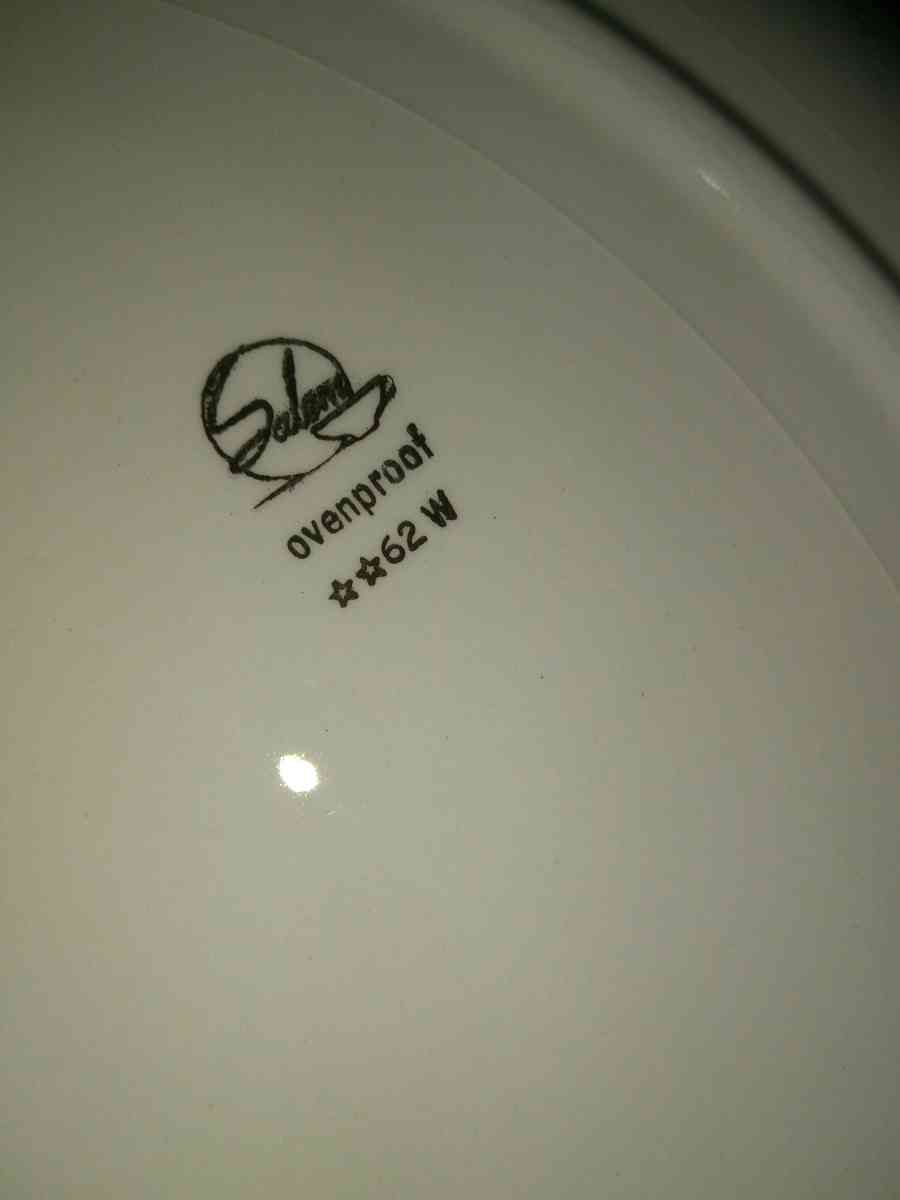 Salem
ovenproof
☆☆62 W